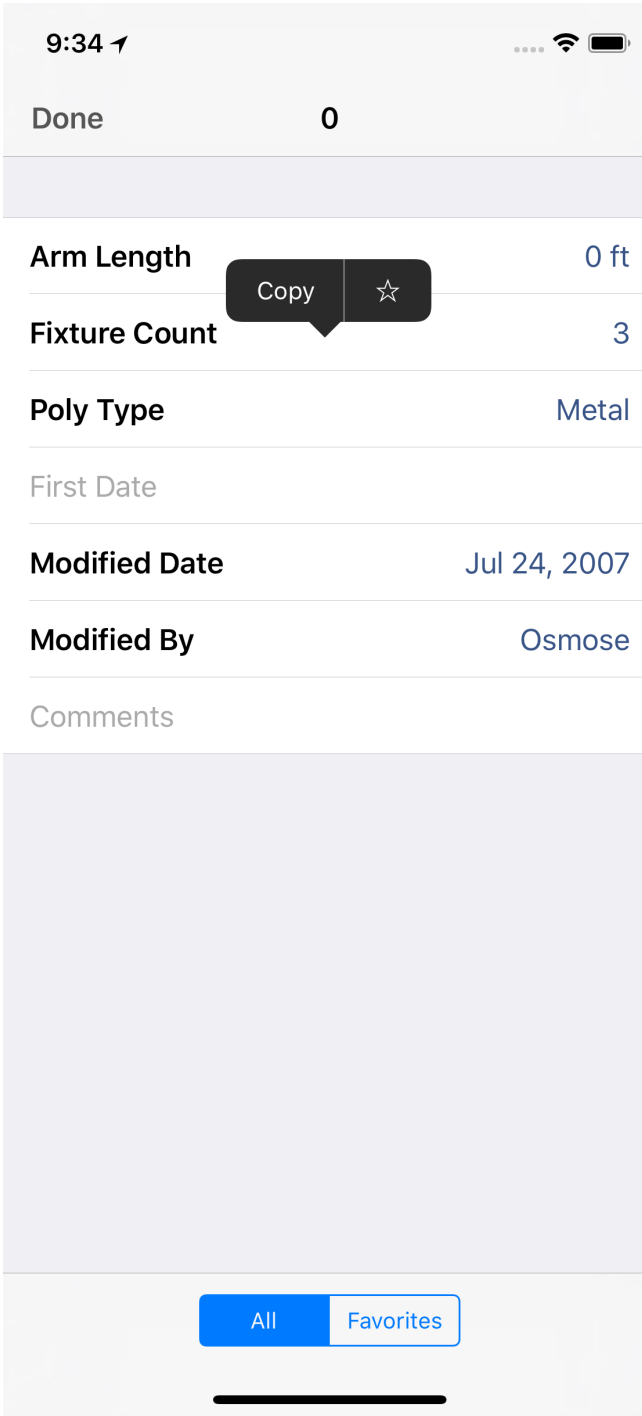 9:34
Done 0
Arm Length 0 ft
Copy ☆
Fixture Count 3
Poly Type Metal
First Date
Modified Date Jul 24, 2007
Modified By Osmose
Comments
All Favorites